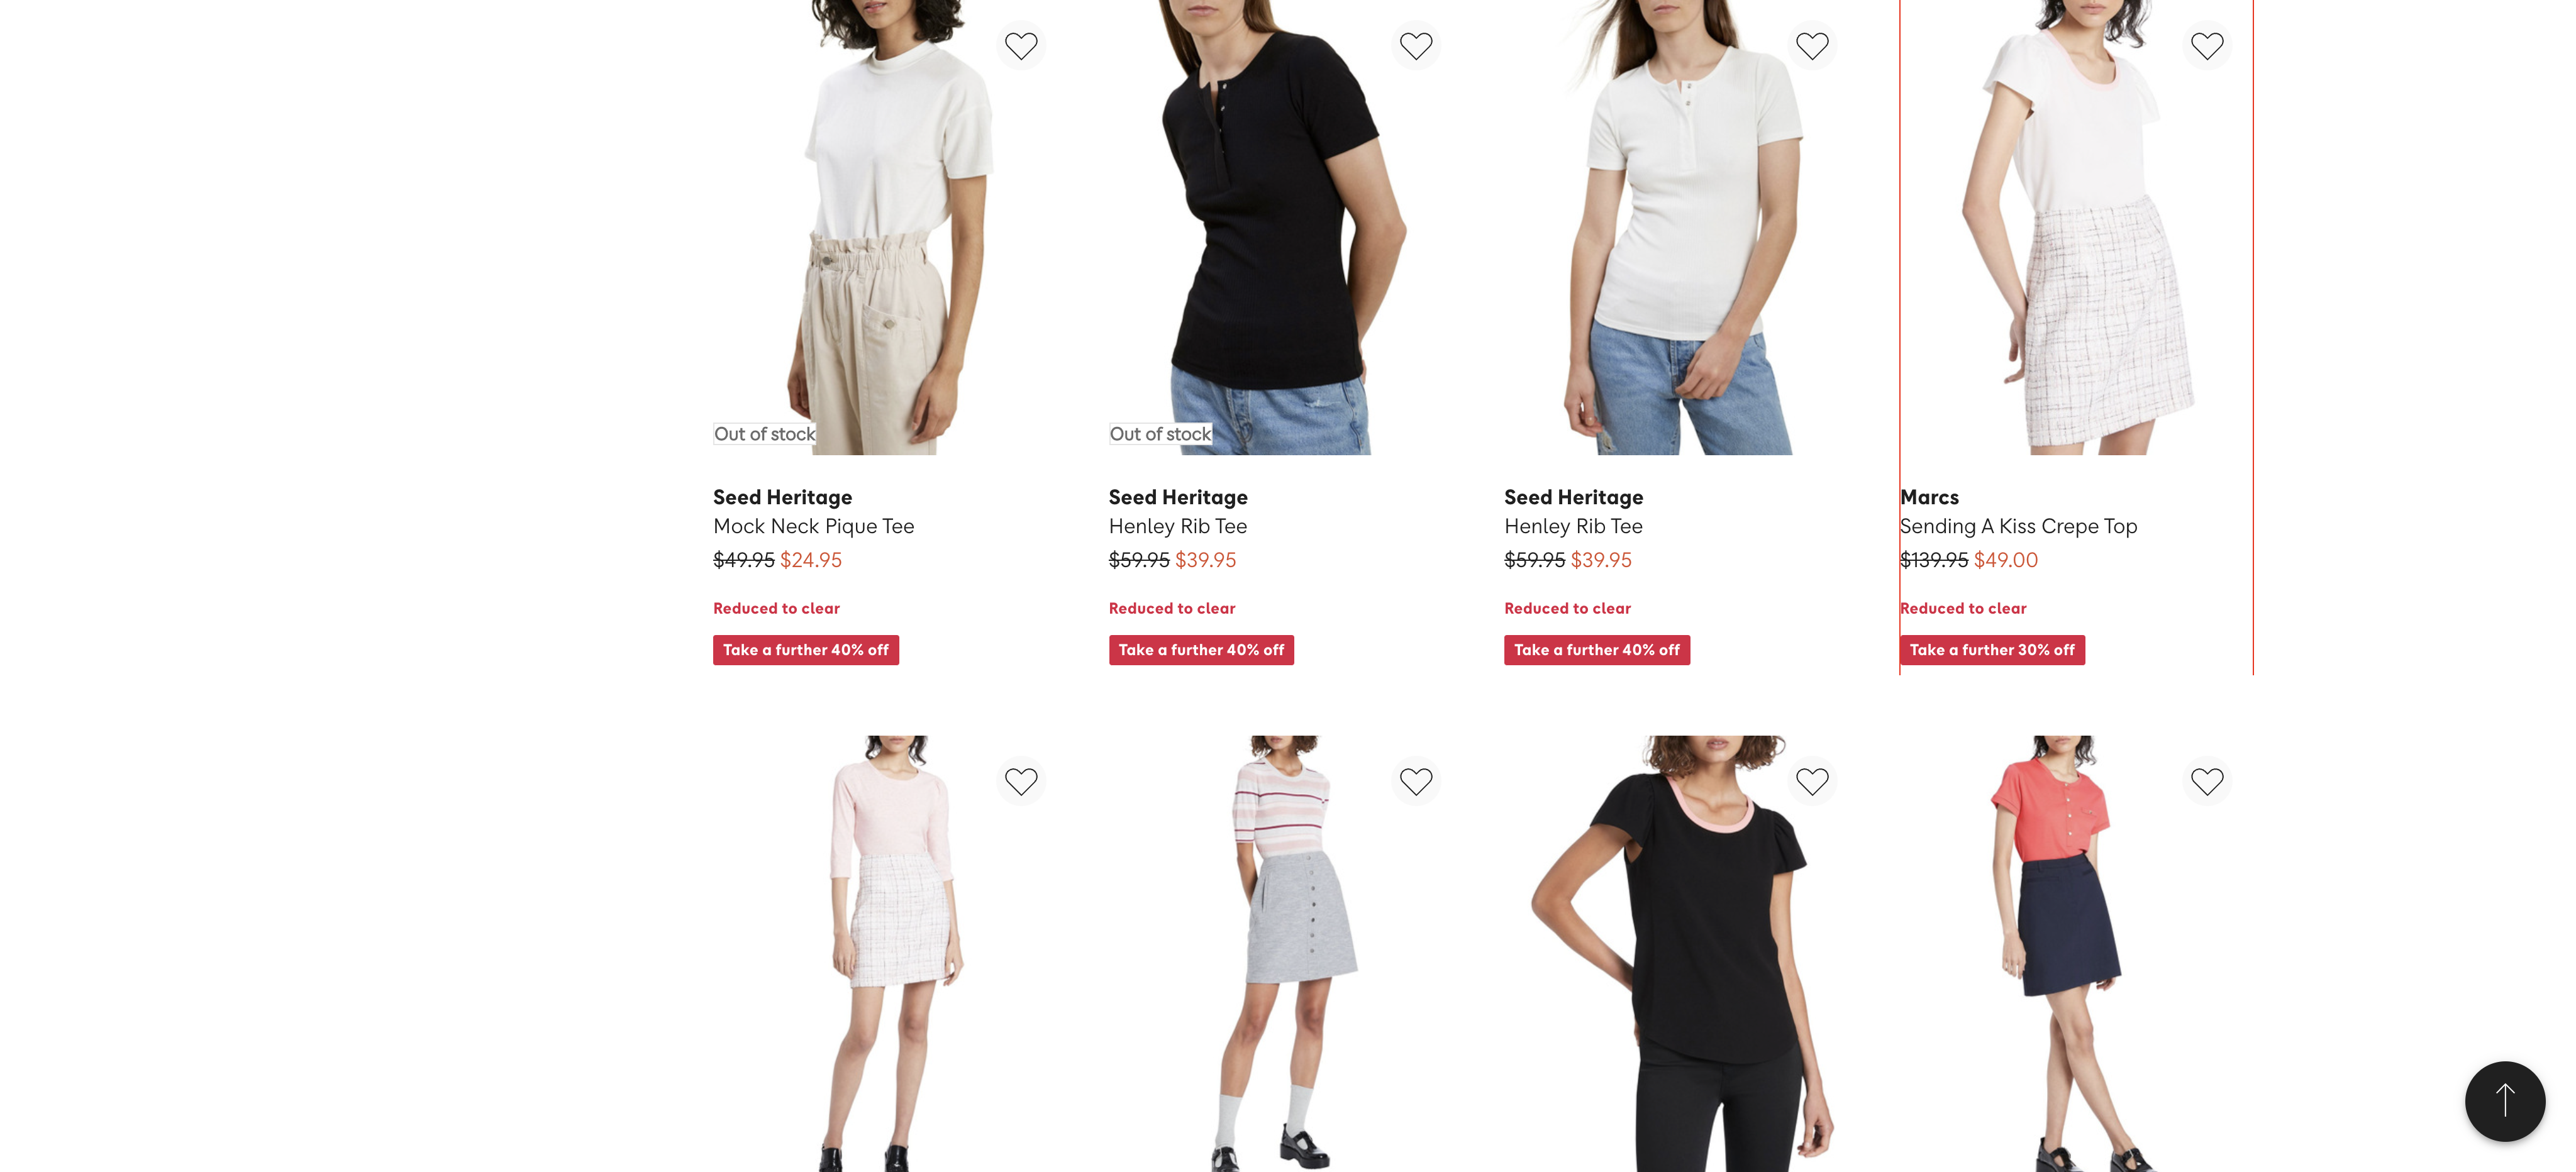 Out of stock
Out of stock
Seed Heritage
Mock Neck Pique Tee
$49.95 $24.95
Reduced to clear
Take a further 40% off
Seed Heritage
Henley Rib Tee
$59.95 $39.95
Reduced to clear
Take a further 40% off
Seed Heritage
Henley Rib Tee
$59.95 $39.95
Reduced to clear
Take a further 40% off
Marcs
Sending A Kiss Crepe Top
$139.95 $49.00
Reduced to clear
Take a further 30% off